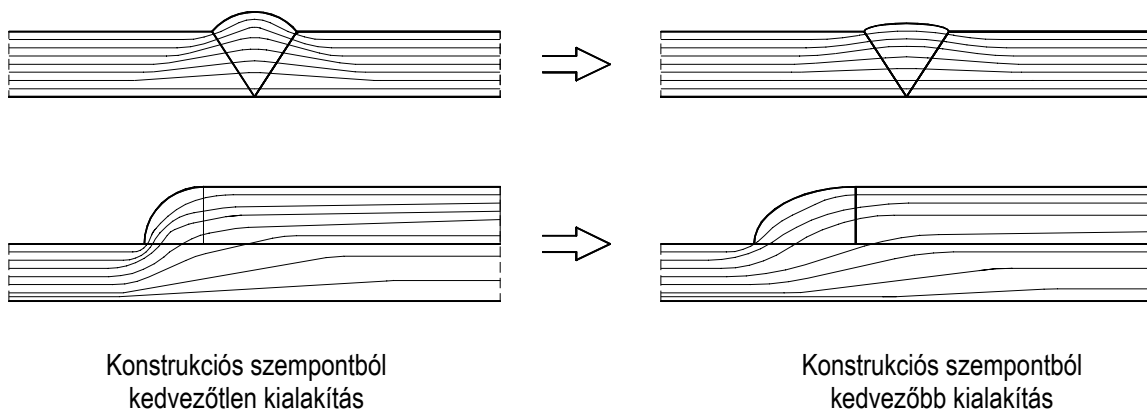 Konstrukciós szempontból
kedvezőtlen kialakítás
Konstrukciós szempontból
kedvezőbb kialakítás